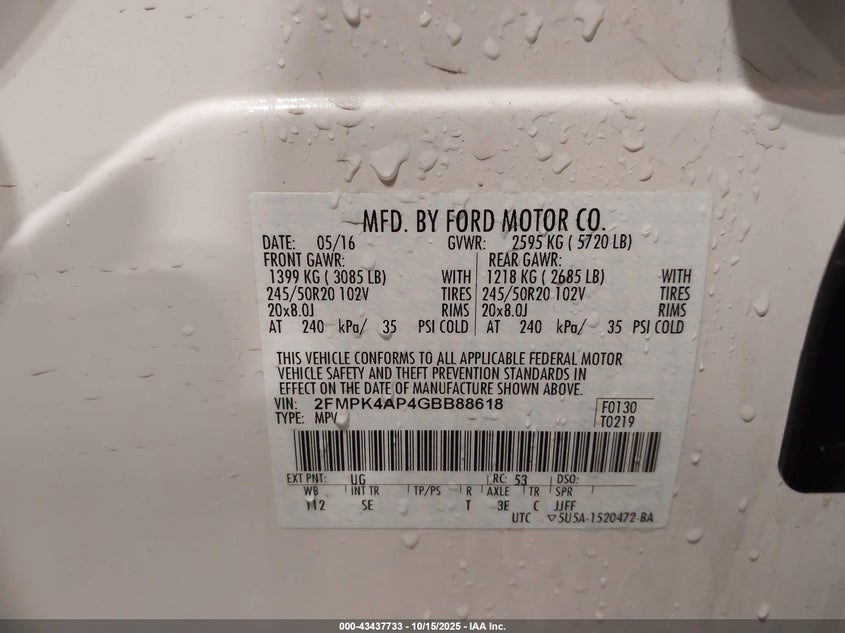 MFD. BY FORD MOTOR CO.
DATE: 05/16 GVWR: 2595 KG ( 5720 LB)
FRONT GAWR: REAR GAWR:
1399 KG ( 3085 LB) WITH 1218 KG ( 2685 LB) WITH
245/50R20 102V TIRES 245/50R20 102V TIRES
20x8.0J RIMS 20x8.0J RIMS
AT 240 kPa/ 35 PSI COLD AT 240 kPa/ 35 PSI COLD
THIS VEHICLE CONFORMS TO ALL APPLICABLE FEDERAL MOTOR
VEHICLE SAFETY AND THEFT PREVENTION STANDARDS IN
EFFECT ON THE DATE OF MANUFACTURE SHOWN ABOVE.
VIN: 2FMPK4AP4GBB88618 F0130
TYPE: MPV T0219
EXT PNT: UG RC: 53 DSO:
WB INT TR TP/PS R AXLE TR SPR
112 SE T 3E C JJFF
UTC ▽5U5A-1520472-BA
000-43437733 - 10/15/2025 - IAA Inc.